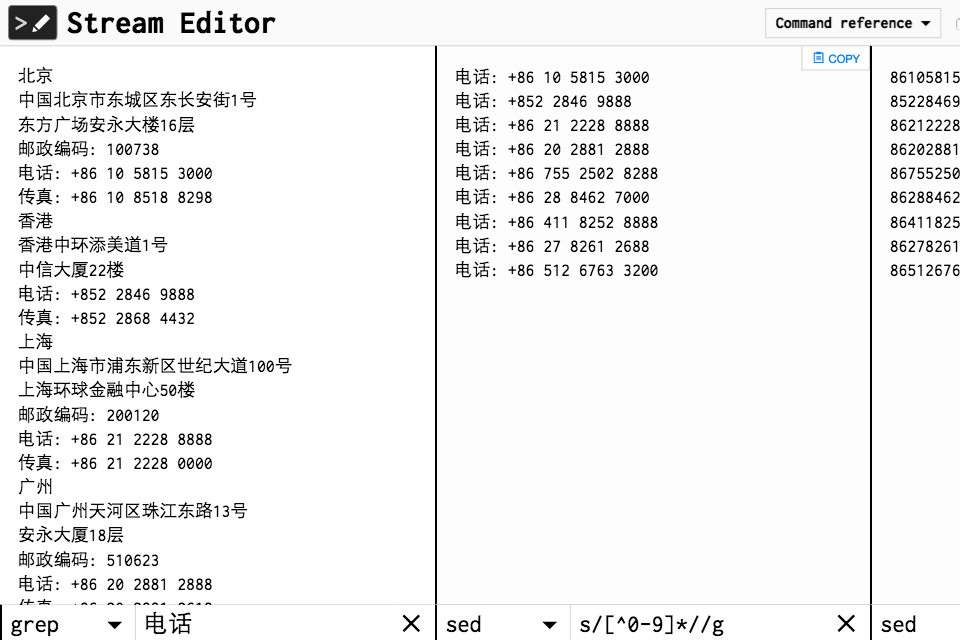 Stream Editor
Command reference
北京
中国北京市东城区东长安街1号
东方广场安永大楼16层
邮政编码: 100738
电话: +86 10 5815 3000
传真: +86 10 8518 8298
香港
香港中环添美道1号
中信大厦22楼
电话: +852 2846 9888
传真: +852 2868 4432
上海
中国上海市浦东新区世纪大道100号
上海环球金融中心50楼
邮政编码: 200120
电话: +86 21 2228 8888
传真: +86 21 2228 0000
广州
中国广州天河区珠江东路13号
安永大厦18层
邮政编码: 510623
电话: +86 20 2881 2888
grep
电话
COPY
电话: +86 10 5815 3000
电话: +852 2846 9888
电话: +86 21 2228 8888
电话: +86 20 2881 2888
电话: +86 755 2502 8288
电话: +86 28 8462 7000
电话: +86 411 8252 8888
电话: +86 27 8261 2688
电话: +86 512 6763 3200
sed
s/[^0-9]*//g
86105815
85228469
86212228
86202881
86755250
86288462
86411825
86278261
86512676
sed